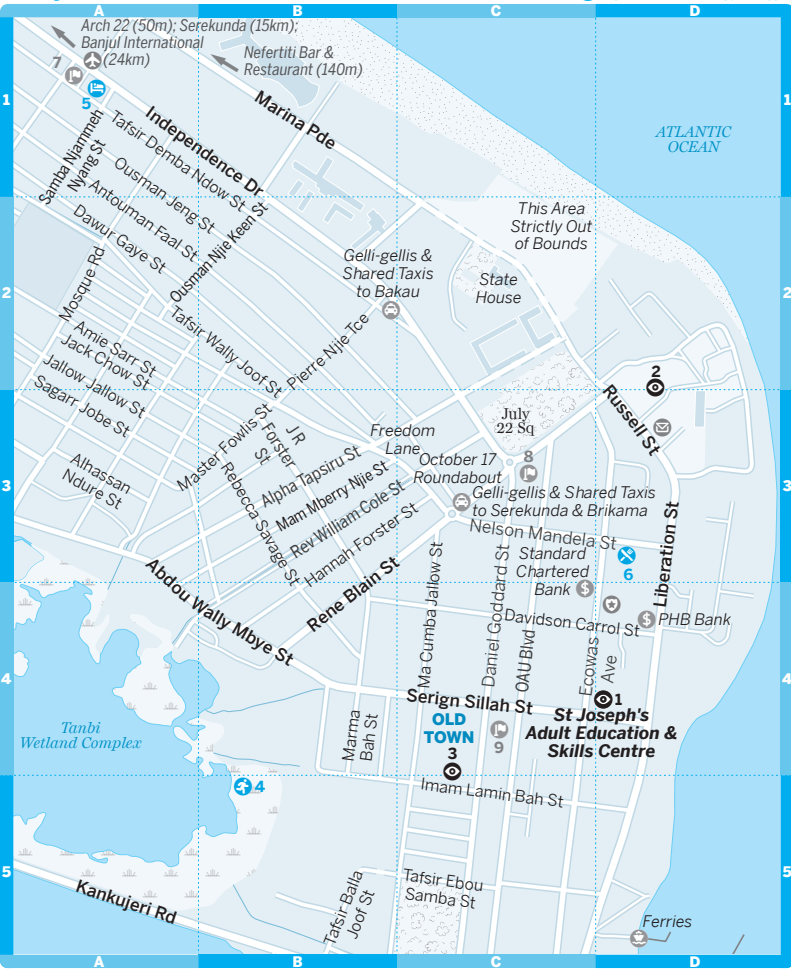 A
B
C
D
Arch 22 (50m); Serekunda (15km);
Banjul International
(24km)
Nefertiti Bar &
Restaurant (140m)
7
5
1
1
Marina Pde
Independence Dr
ATLANTIC
OCEAN
Samba Njammeh
Nyang St
Tafsir Demba Ndow St
Ousman Jeng St
Antouman Faal St
Dawur Gaye St
Ousman Njie Keen St
This Area
Strictly Out
of Bounds
Gelli-gellis &
Shared Taxis
to Bakau
State
House
2
2
Mosque Rd
Tafsir Wally Joof St
Pierre Njie Tce
Amie Sarr St
Jack Chow St
Jallow Jallow St
Sagarr Jobe St
2
Russell St
July
22 Sq
Master Fowlis St
J R
Forster
St
Freedom
Lane
October 17
Roundabout
8
3
3
Alhassan
Ndure St
Rebecca Savage St
Alpha Tapsiru St
Mam Mberry Njie St
Rev William Cole St
Hannah Forster St
Gelli-gellis & Shared Taxis
to Serekunda & Brikama
Nelson Mandela St
Standard
Chartered
Bank
6
Liberation St
Abdou Wally Mbye St
Rene Blain St
Ma Cumba Jallow St
Daniel Goddard St
OAU Blvd
Davidson Carrol St
PHB Bank
Ecowas
Ave
4
4
Serign Sillah St
1
OLD
TOWN
St Joseph's
Adult Education &
Skills Centre
Marma
Bah St
3
9
Tanbi
Wetland Complex
4
Imam Lamin Bah St
5
5
Kankujeri Rd
Tafsir Balla
Joof St
Tafsir Ebou
Samba St
Ferries
A
B
C
D